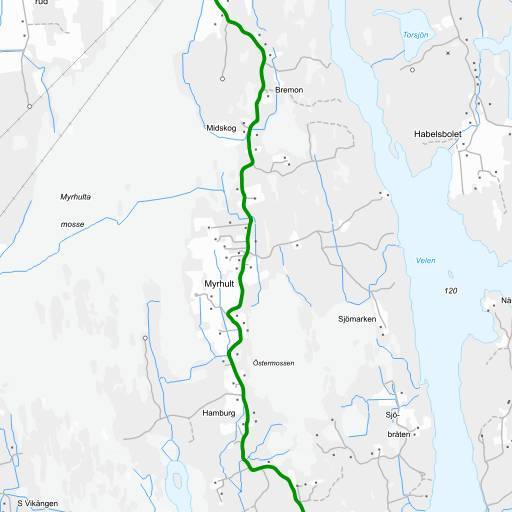 rud
Torsjön
Bremon
Midskog
Habelsbolet
Myrhulta
mosse
Velen
Myrhult
120
Nä
Sjömarken
Östermossen
Hamburg
Sjö-
bråten
S Vikängen